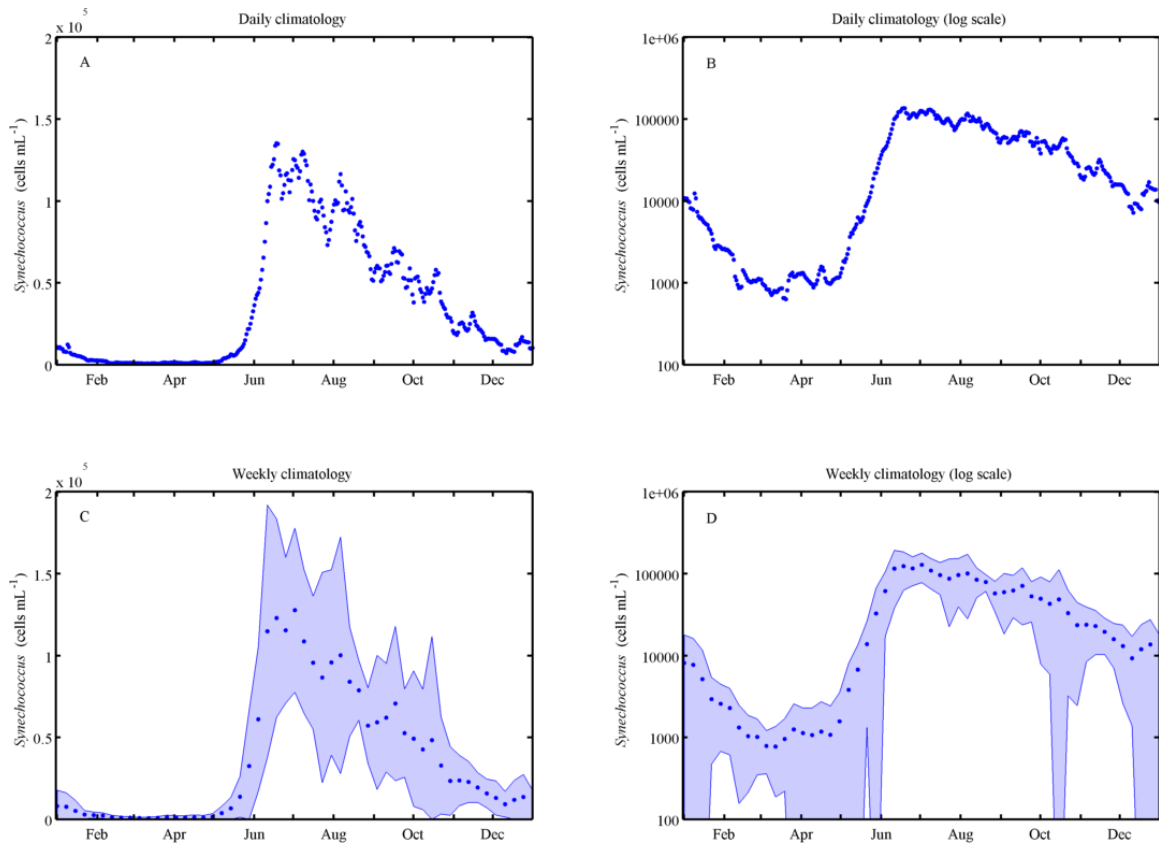 Daily climatology
x 10 5
A
2
1.5
1
0.5
0
Synechococcus (cells mL-1)
Feb Apr Jun Aug Oct Dec
Daily climatology (log scale)
B
1e+06
100000
10000
1000
100
Synechococcus (cells mL-1)
Feb Apr Jun Aug Oct Dec
Weekly climatology
x 10 5
C
2
1.5
1
0.5
0
Synechococcus (cells mL-1)
Feb Apr Jun Aug Oct Dec
Weekly climatology (log scale)
D
1e+06
100000
10000
1000
100
Synechococcus (cells mL-1)
Feb Apr Jun Aug Oct Dec